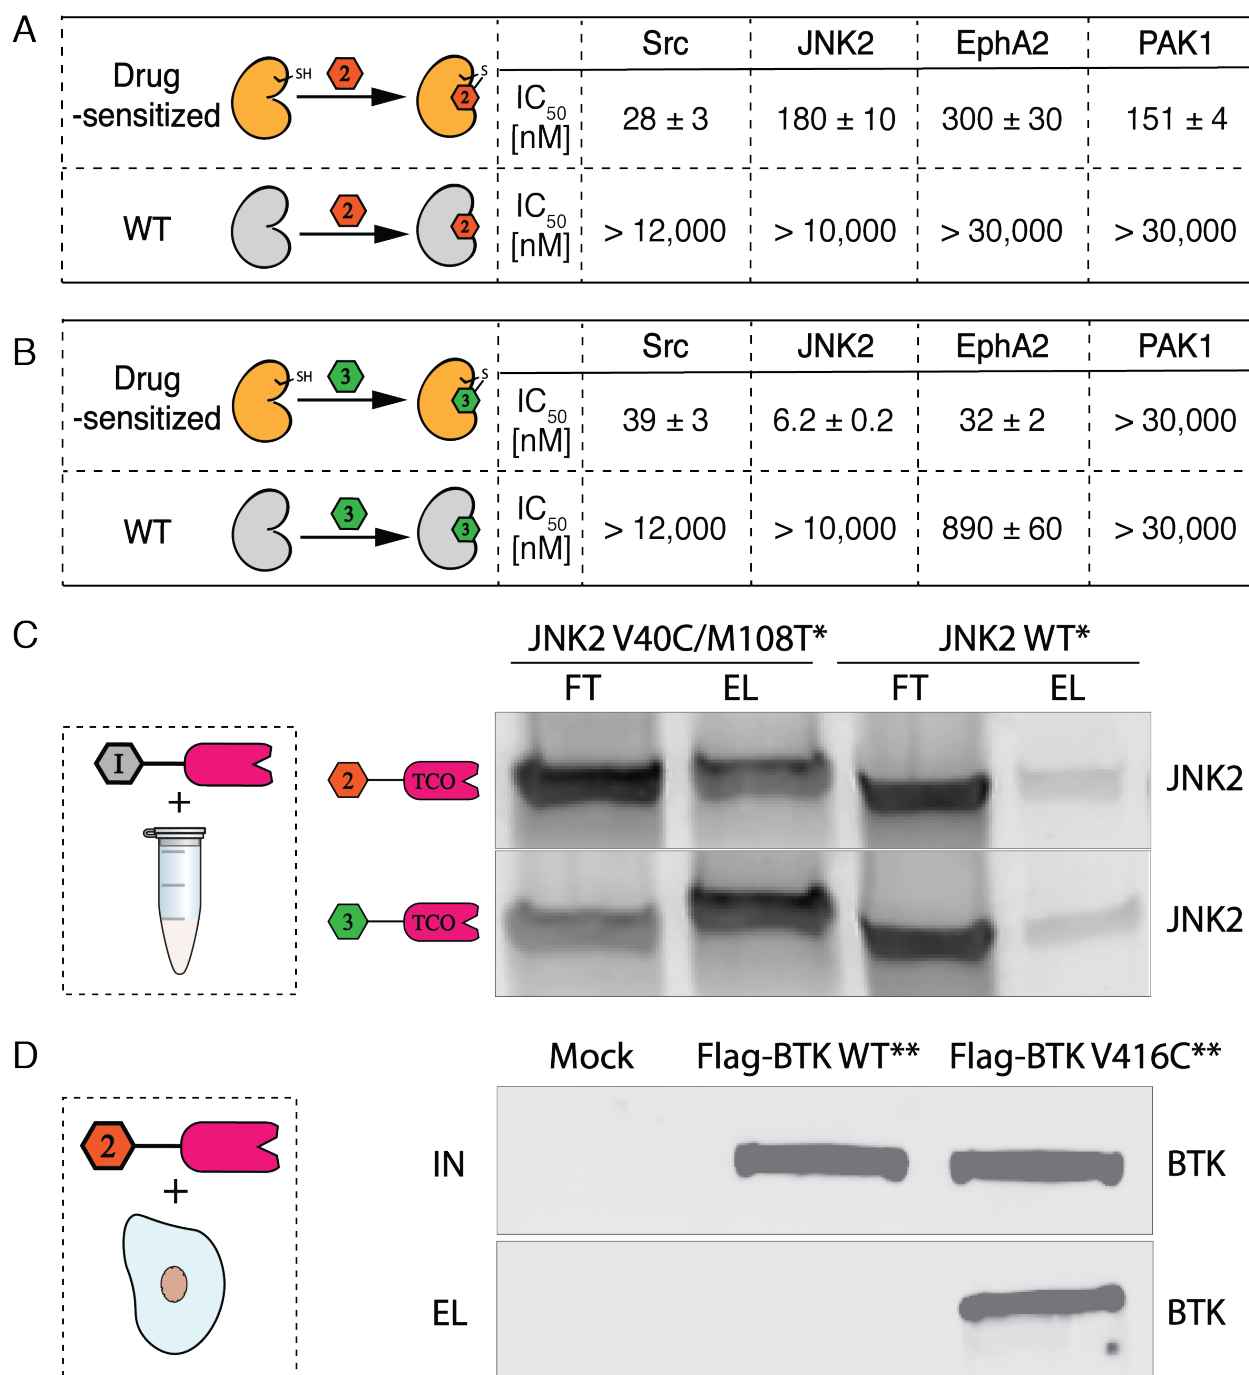 A
Src JNK2 EphA2 PAK1
Drug
-sensitized
SH 2 2 S
IC50
[nM]
28 ± 3 180 ± 10 300 ± 30 151 ± 4
WT
2 2
IC50
[nM]
> 12,000 > 10,000 > 30,000 > 30,000
B
Src JNK2 EphA2 PAK1
Drug
-sensitized
SH 3 3 S
IC50
[nM]
39 ± 3 6.2 ± 0.2 32 ± 2 > 30,000
WT
3 3
IC50
[nM]
> 12,000 > 10,000 890 ± 60 > 30,000
C
JNK2 V40C/M108T* JNK2 WT*
FT EL FT EL
I
+
2 TCO JNK2
3 TCO JNK2
D
Mock Flag-BTK WT** Flag-BTK V416C**
2
+
IN BTK
EL BTK